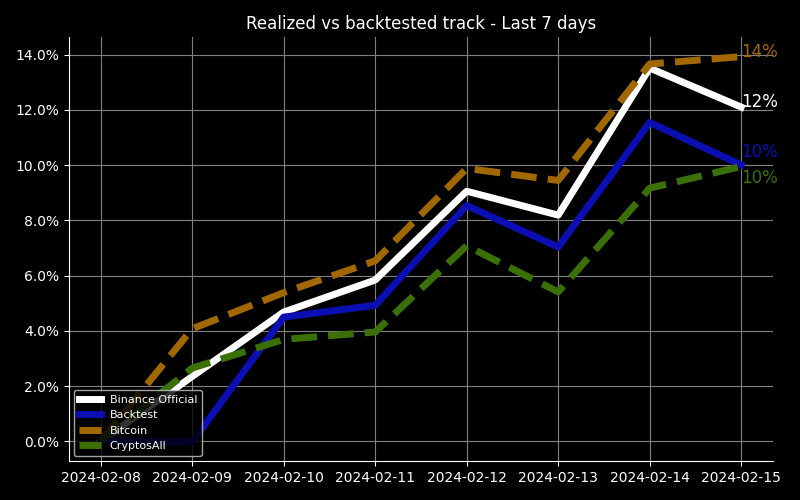 Realized vs backtested track - Last 7 days
14.0%
12.0%
10.0%
8.0%
6.0%
4.0%
2.0%
0.0%
14%
12%
10%
10%
Binance Official
Backtest
Bitcoin
CryptosAll
2024-02-08 2024-02-09 2024-02-10 2024-02-11 2024-02-12 2024-02-13 2024-02-14 2024-02-15